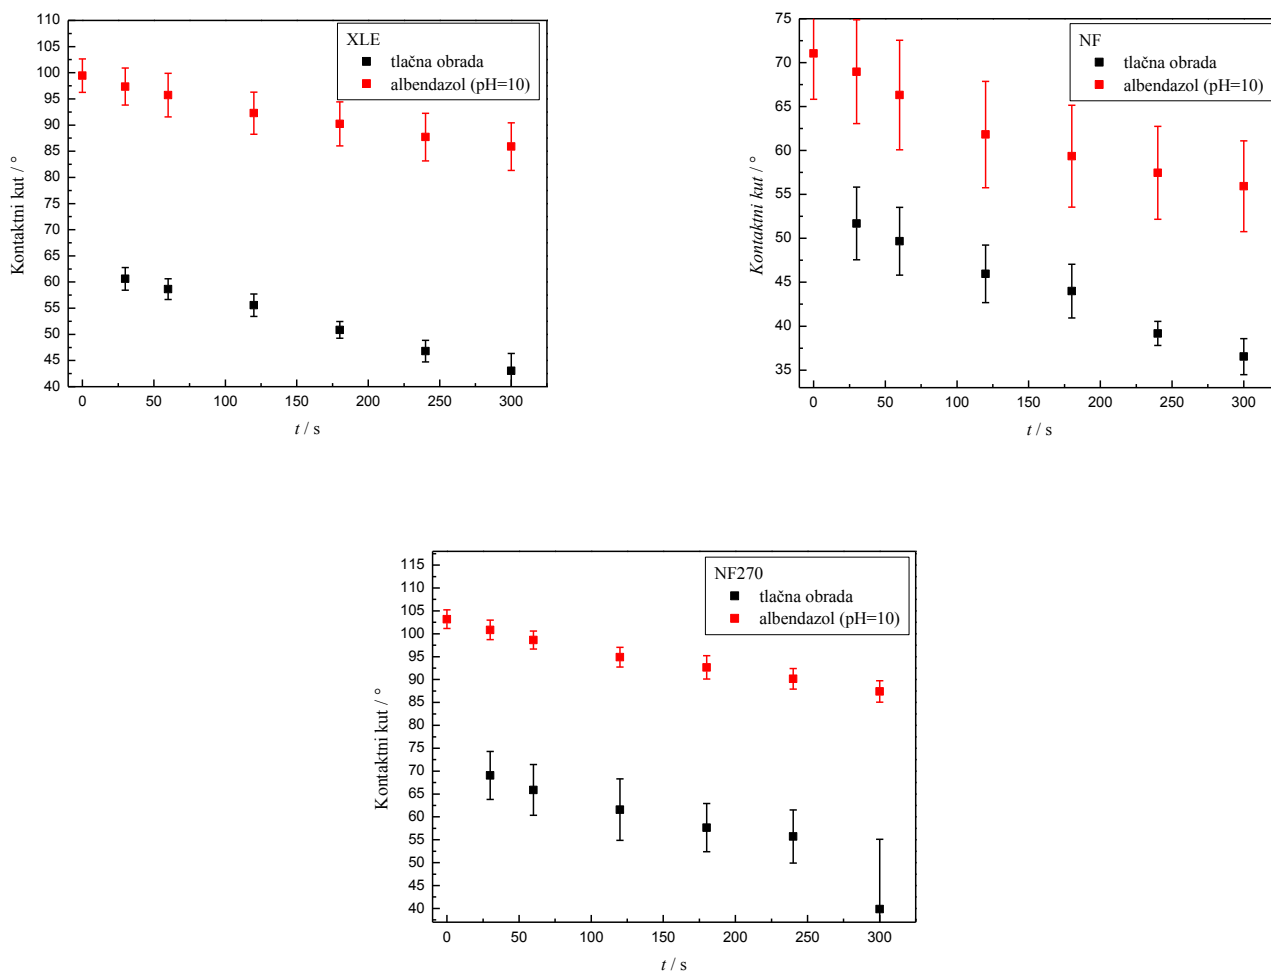 XLE
tlačna obrada
albendazol (pH=10)
Kontaktni kut / °
110
105
100
95
90
85
80
75
70
65
60
55
50
45
40
0 50 100 150 200 250 300
t / s
NF
tlačna obrada
albendazol (pH=10)
Kontaktni kut / °
75
70
65
60
55
50
45
40
35
0 50 100 150 200 250 300
t / s
NF270
tlačna obrada
albendazol (pH=10)
Kontaktni kut / °
115
110
105
100
95
90
85
80
75
70
65
60
55
50
45
40
0 50 100 150 200 250 300
t / s